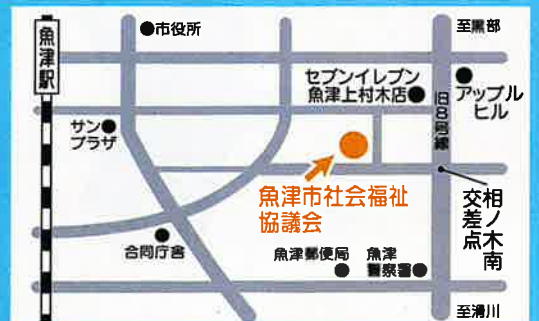 魚津駅
●市役所
至黒部
セブンイレブン
魚津上村木店●
アップル
ヒル
旧8号線
サン●
プラザ
魚津市社会福祉
協議会
相ノ木南
交差点
合同庁舎
魚津郵便局
魚津
警察署●
至滑川